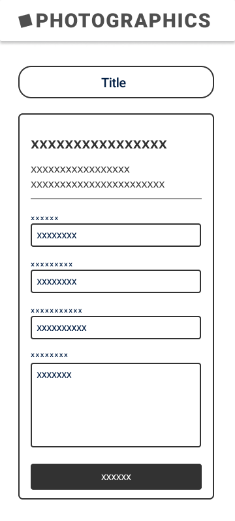 PHOTOGRAPHICS
Title
xxxxxxxxxxxxxxxx
xxxxxxxxxxxxxxxxx
xxxxxxxxxxxxxxxxxxxxxxx
xxxxxx
xxxxxxxx
xxxxxxxxx
xxxxxxxx
xxxxxxxxxxx
xxxxxxxxxx
xxxxxxxx
xxxxxxx
xxxxxx